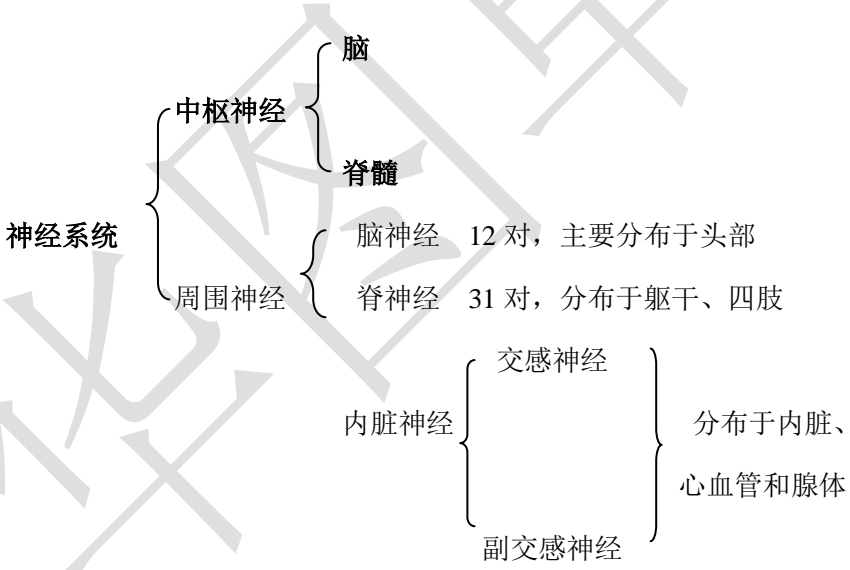 脑
中枢神经
脊髓
神经系统
脑神经 12 对，主要分布于头部
周围神经
脊神经 31 对，分布于躯干、四肢
交感神经
内脏神经
分布于内脏、
心血管和腺体
副交感神经